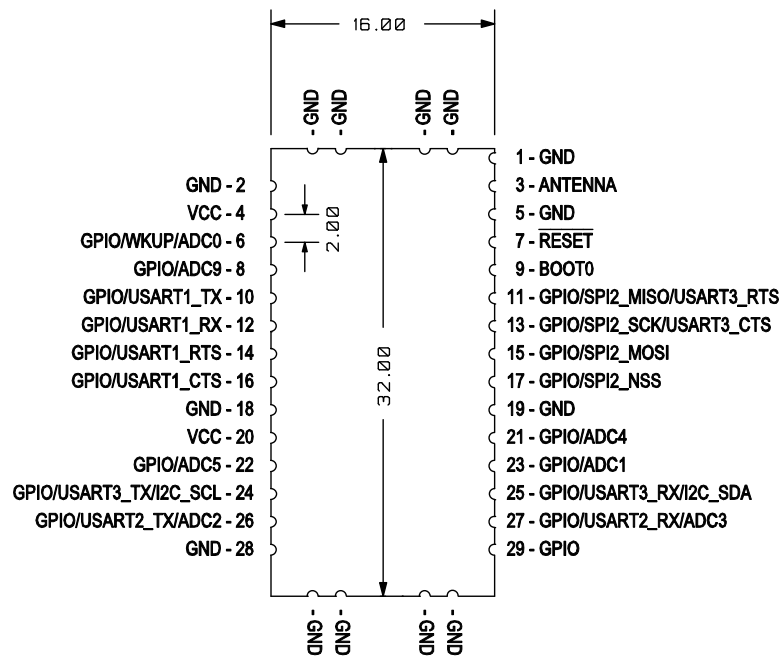 16.00
- GND
- GND
- GND
- GND
1 - GND
GND - 2
3 - ANTENNA
VCC - 4
5 - GND
2.00
GPIO/WKUP/ADC0 - 6
7 - RESET
GPIO/ADC9 - 8
9 - BOOT0
GPIO/USART1_TX - 10
11 - GPIO/SPI2_MISO/USART3_RTS
GPIO/USART1_RX - 12
13 - GPIO/SPI2_SCK/USART3_CTS
GPIO/USART1_RTS - 14
15 - GPIO/SPI2_MOSI
32.00
GPIO/USART1_CTS - 16
17 - GPIO/SPI2_NSS
GND - 18
19 - GND
VCC - 20
21 - GPIO/ADC4
GPIO/ADC5 - 22
23 - GPIO/ADC1
GPIO/USART3_TX/I2C_SCL - 24
25 - GPIO/USART3_RX/I2C_SDA
GPIO/USART2_TX/ADC2 - 26
27 - GPIO/USART2_RX/ADC3
GND - 28
29 - GPIO
- GND
- GND
- GND
- GND